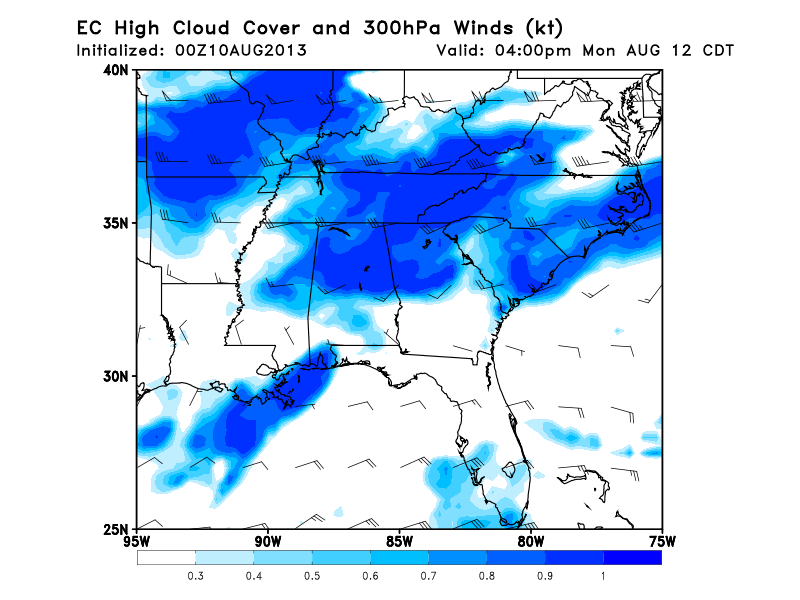 EC High Cloud Cover and 300hPa Winds (kt)
Initialized: 00Z10AUG2013 Valid: 04:00pm Mon AUG 12 CDT
40N
35N
30N
25N
95W 90W 85W 80W 75W
0.3 0.4 0.5 0.6 0.7 0.8 0.9 1